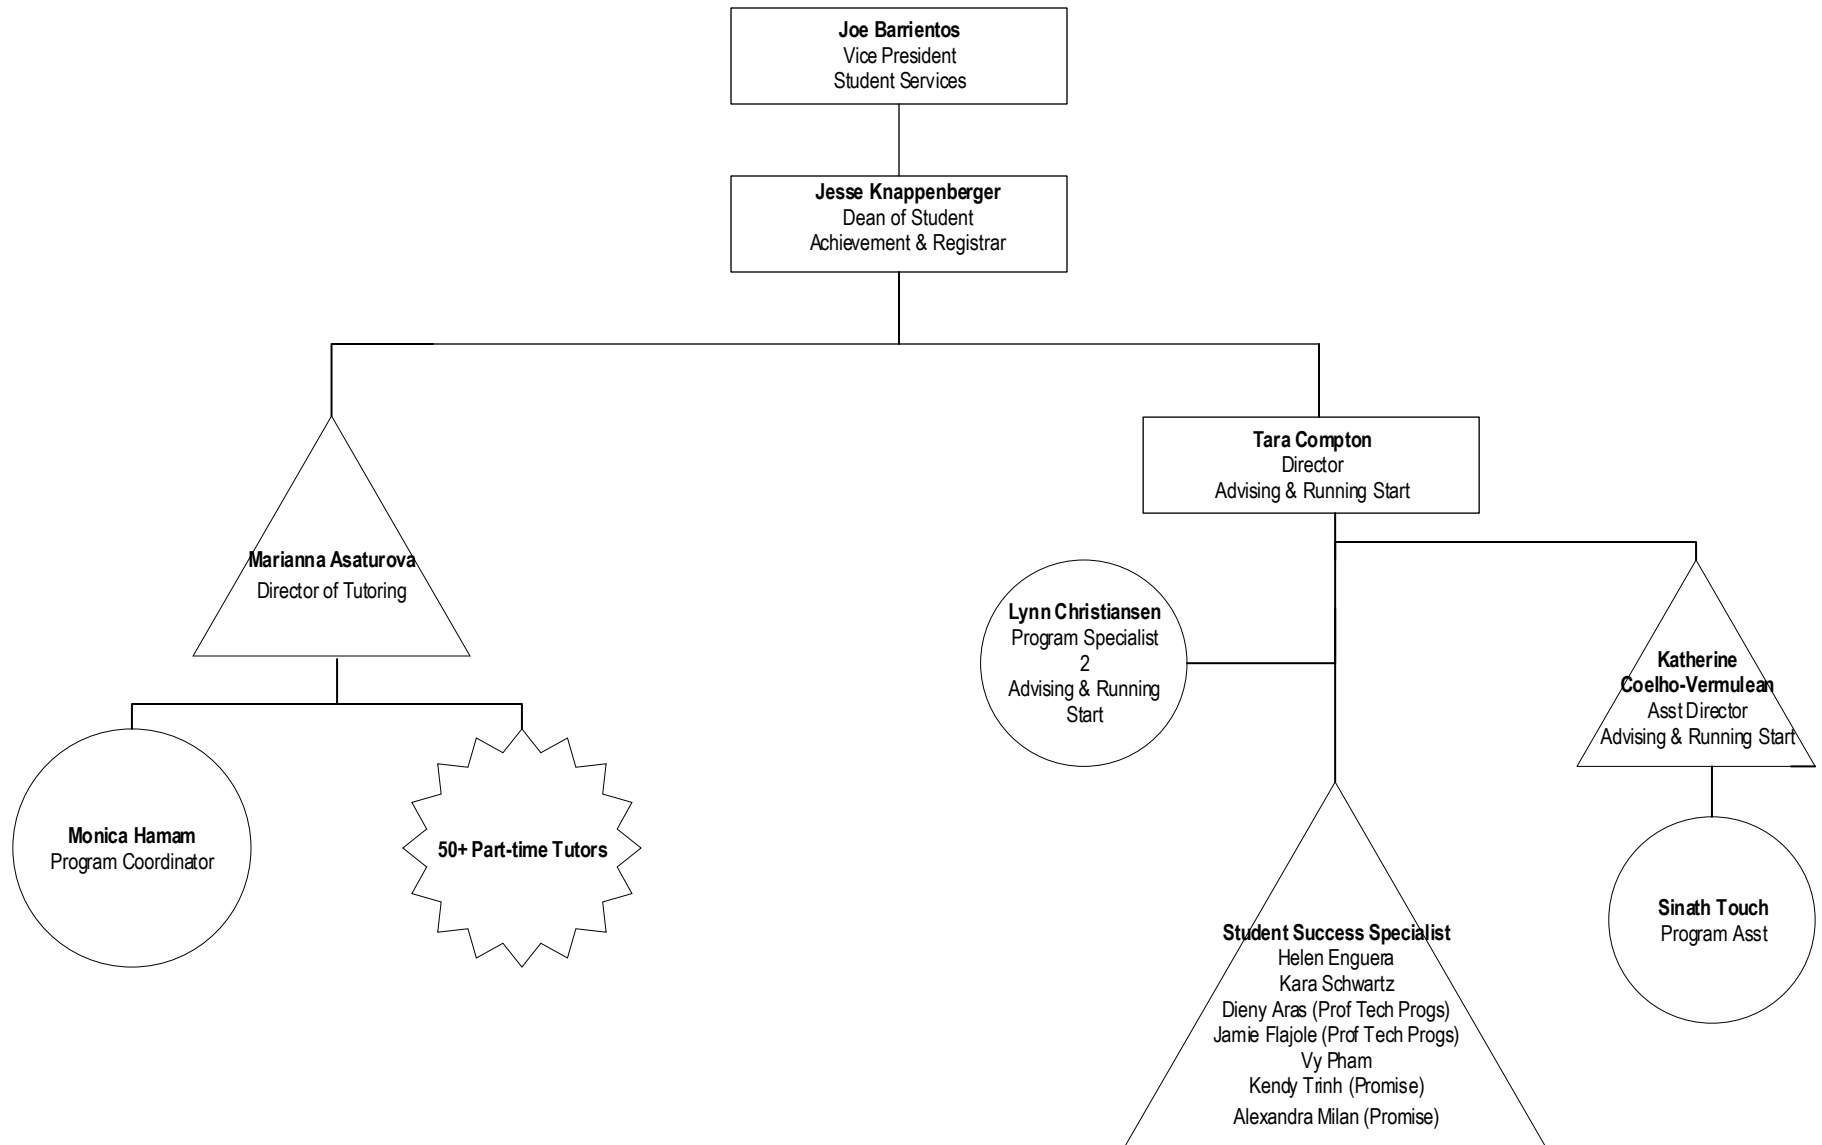 Joe Barrientos
Vice President
Student Services
Jesse Knappenberger
Dean of Student
Achievement & Registrar
Marianna Asaturova
Director of Tutoring
Monica Hamam
Program Coordinator
50+ Part-time Tutors
Tara Compton
Director
Advising & Running Start
Lynn Christiansen
Program Specialist
2
Advising & Running
Start
Katherine
Coelho-Vermulean
Asst Director
Advising & Running Start
Sinath Touch
Program Asst
Student Success Specialist
Helen Enguera
Kara Schwartz
Dieny Aras (Prof Tech Progs)
Jamie Flajole (Prof Tech Progs)
Vy Pham
Kendy Trinh (Promise)
Alexandra Milan (Promise)